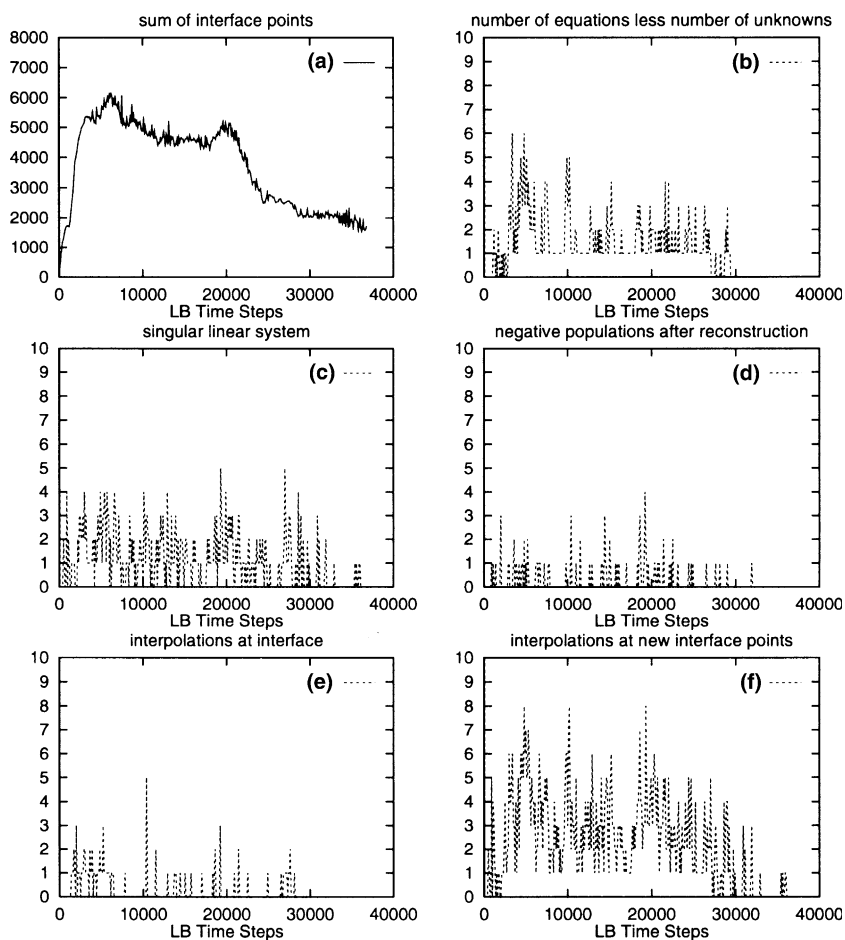 sum of interface points
8000
7000
6000
5000
4000
3000
2000
1000
0
(a)
0 10000 20000 30000 40000
LB Time Steps
number of equations less number of unknowns
10
9
8
7
6
5
4
3
2
1
0
(b)
0 10000 20000 30000 40000
LB Time Steps
singular linear system
10
9
8
7
6
5
4
3
2
1
0
(c)
0 10000 20000 30000 40000
LB Time Steps
negative populations after reconstruction
10
9
8
7
6
5
4
3
2
1
0
(d)
0 10000 20000 30000 40000
LB Time Steps
interpolations at interface
10
9
8
7
6
5
4
3
2
1
0
(e)
0 10000 20000 30000 40000
LB Time Steps
interpolations at new interface points
10
9
8
7
6
5
4
3
2
1
0
(f)
0 10000 20000 30000 40000
LB Time Steps